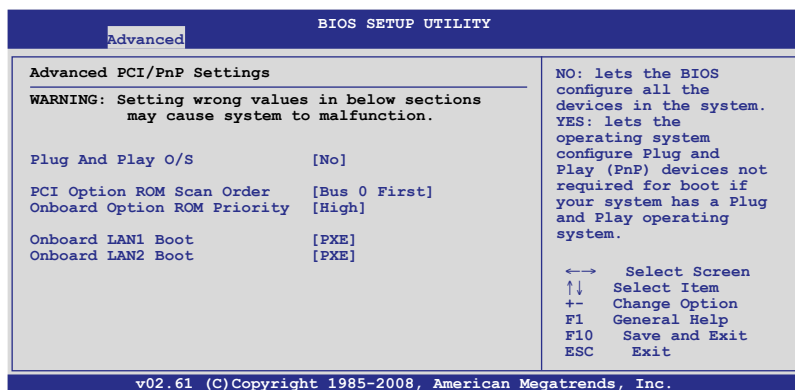 BIOS SETUP UTILITY
Advanced
Advanced PCI/PnP Settings
WARNING: Setting wrong values in below sections
may cause system to malfunction.
Plug And Play O/S [No]
PCI Option ROM Scan Order [Bus 0 First]
Onboard Option ROM Priority [High]
Onboard LAN1 Boot [PXE]
Onboard LAN2 Boot [PXE]
NO: lets the BIOS
configure all the
devices in the system.
YES: lets the
operating system
configure Plug and
Play (PnP) devices not
required for boot if
your system has a Plug
and Play operating
system.
←→ Select Screen
↑↓ Select Item
+- Change Option
F1 General Help
F10 Save and Exit
ESC Exit
v02.61 (C)Copyright 1985-2008, American Megatrends, Inc.